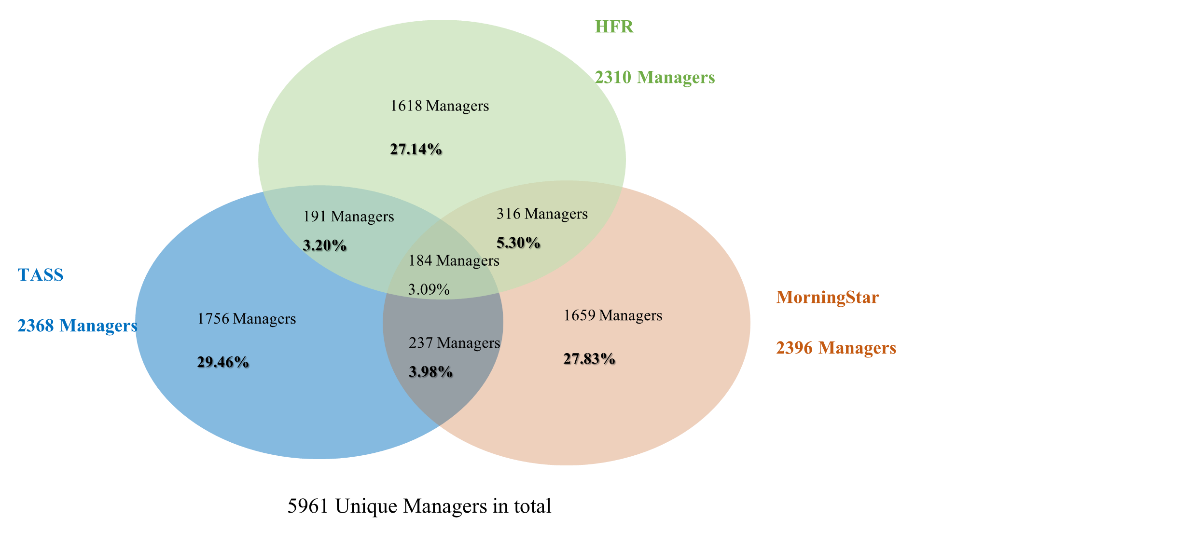 HFR
2310 Managers
1618 Managers
27.14%
191 Managers
3.20%
316 Managers
5.30%
184 Managers
3.09%
TASS
2368 Managers
1756 Managers
29.46%
237 Managers
3.98%
1659 Managers
27.83%
MorningStar
2396 Managers
5961 Unique Managers in total